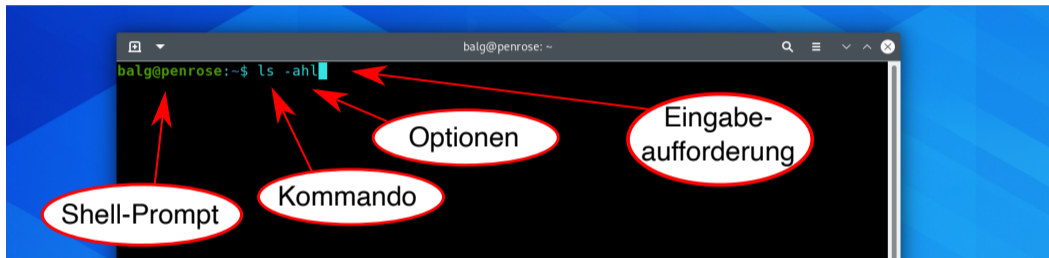 balg@penrose: ~
balg@penrose:~$ ls -ahl
Eingabe-
aufforderung
Optionen
Kommando
Shell-Prompt